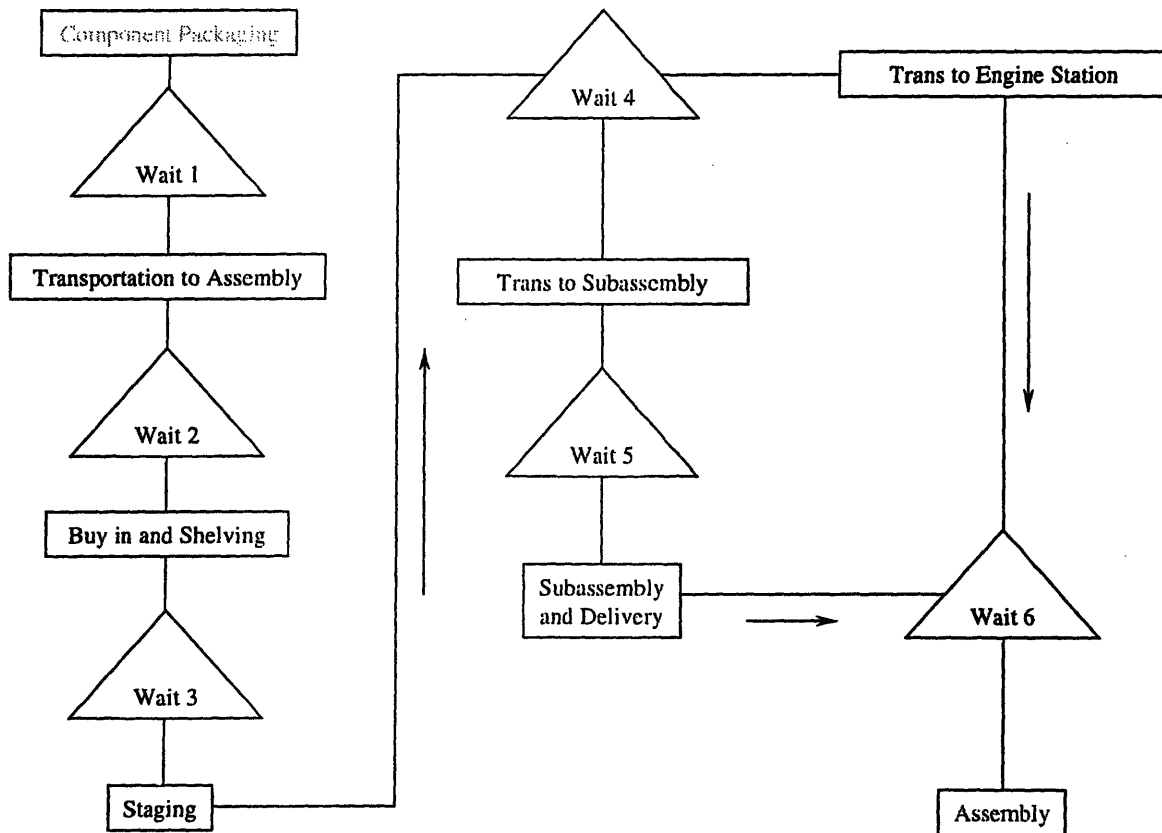 Component Packaging
Wait 1
Transportation to Assembly
Wait 2
Buy in and Shelving
Wait 3
Staging
Wait 4
Trans to Subassembly
Wait 5
Subassembly
and Delivery
Trans to Engine Station
Wait 6
Assembly